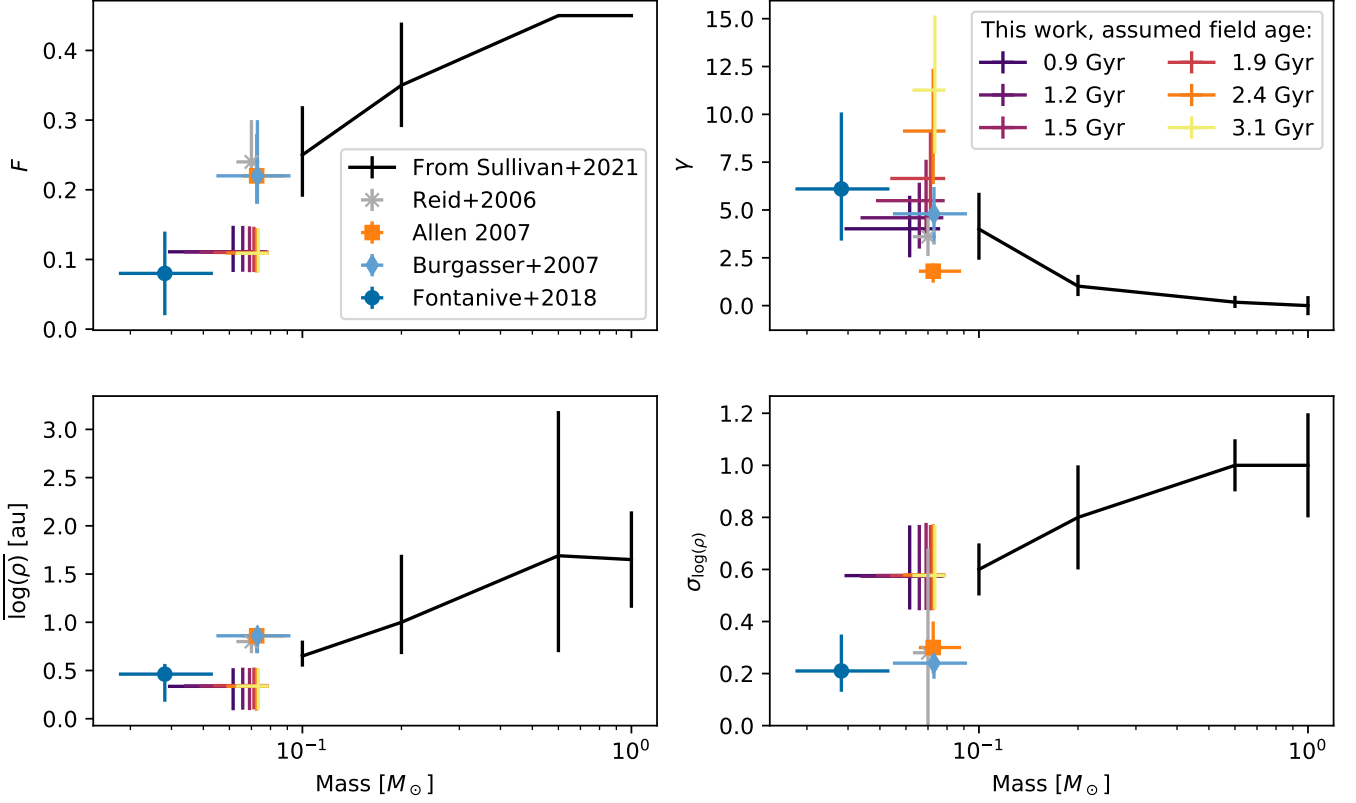 F
0.4
0.3
0.2
0.1
0.0
From Sullivan+2021
Reid+2006
Allen 2007
Burgasser+2007
Fontanive+2018
γ
15.0
12.5
10.0
7.5
5.0
2.5
0.0
This work, assumed field age:
0.9 Gyr
1.2 Gyr
1.5 Gyr
1.9 Gyr
2.4 Gyr
3.1 Gyr
log(ρ) [au]
3.0
2.5
2.0
1.5
1.0
0.5
0.0
10⁻¹
10⁰
Mass [M⊙]
σlog(ρ)
1.2
1.0
0.8
0.6
0.4
0.2
0.0
10⁻¹
10⁰
Mass [M⊙]